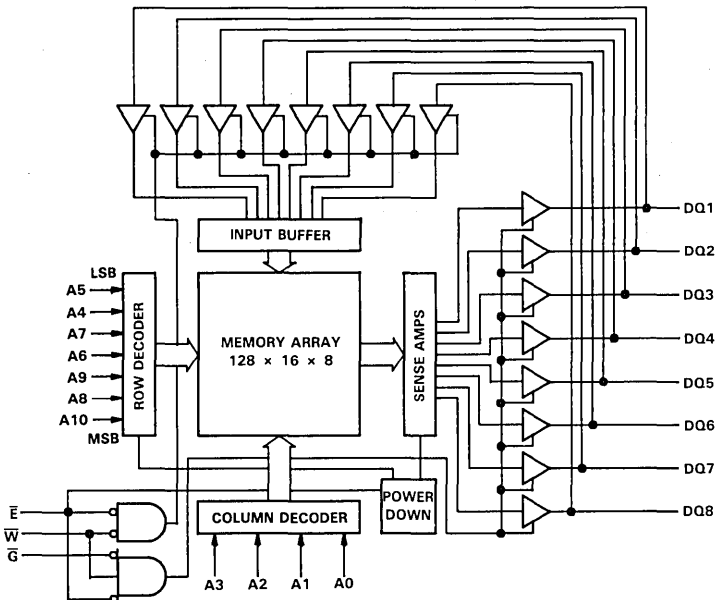 INPUT BUFFER
DQ1
DQ2
DQ3
DQ4
DQ5
DQ6
DQ7
DQ8
LSB
A5
A4
A7
A6
A9
A8
A10
MSB
ROW DECODER
MEMORY ARRAY
128 × 16 × 8
SENSE AMPS
POWER
DOWN
COLUMN DECODER
A3
A2
A1
A0
E̅
W̅
G̅